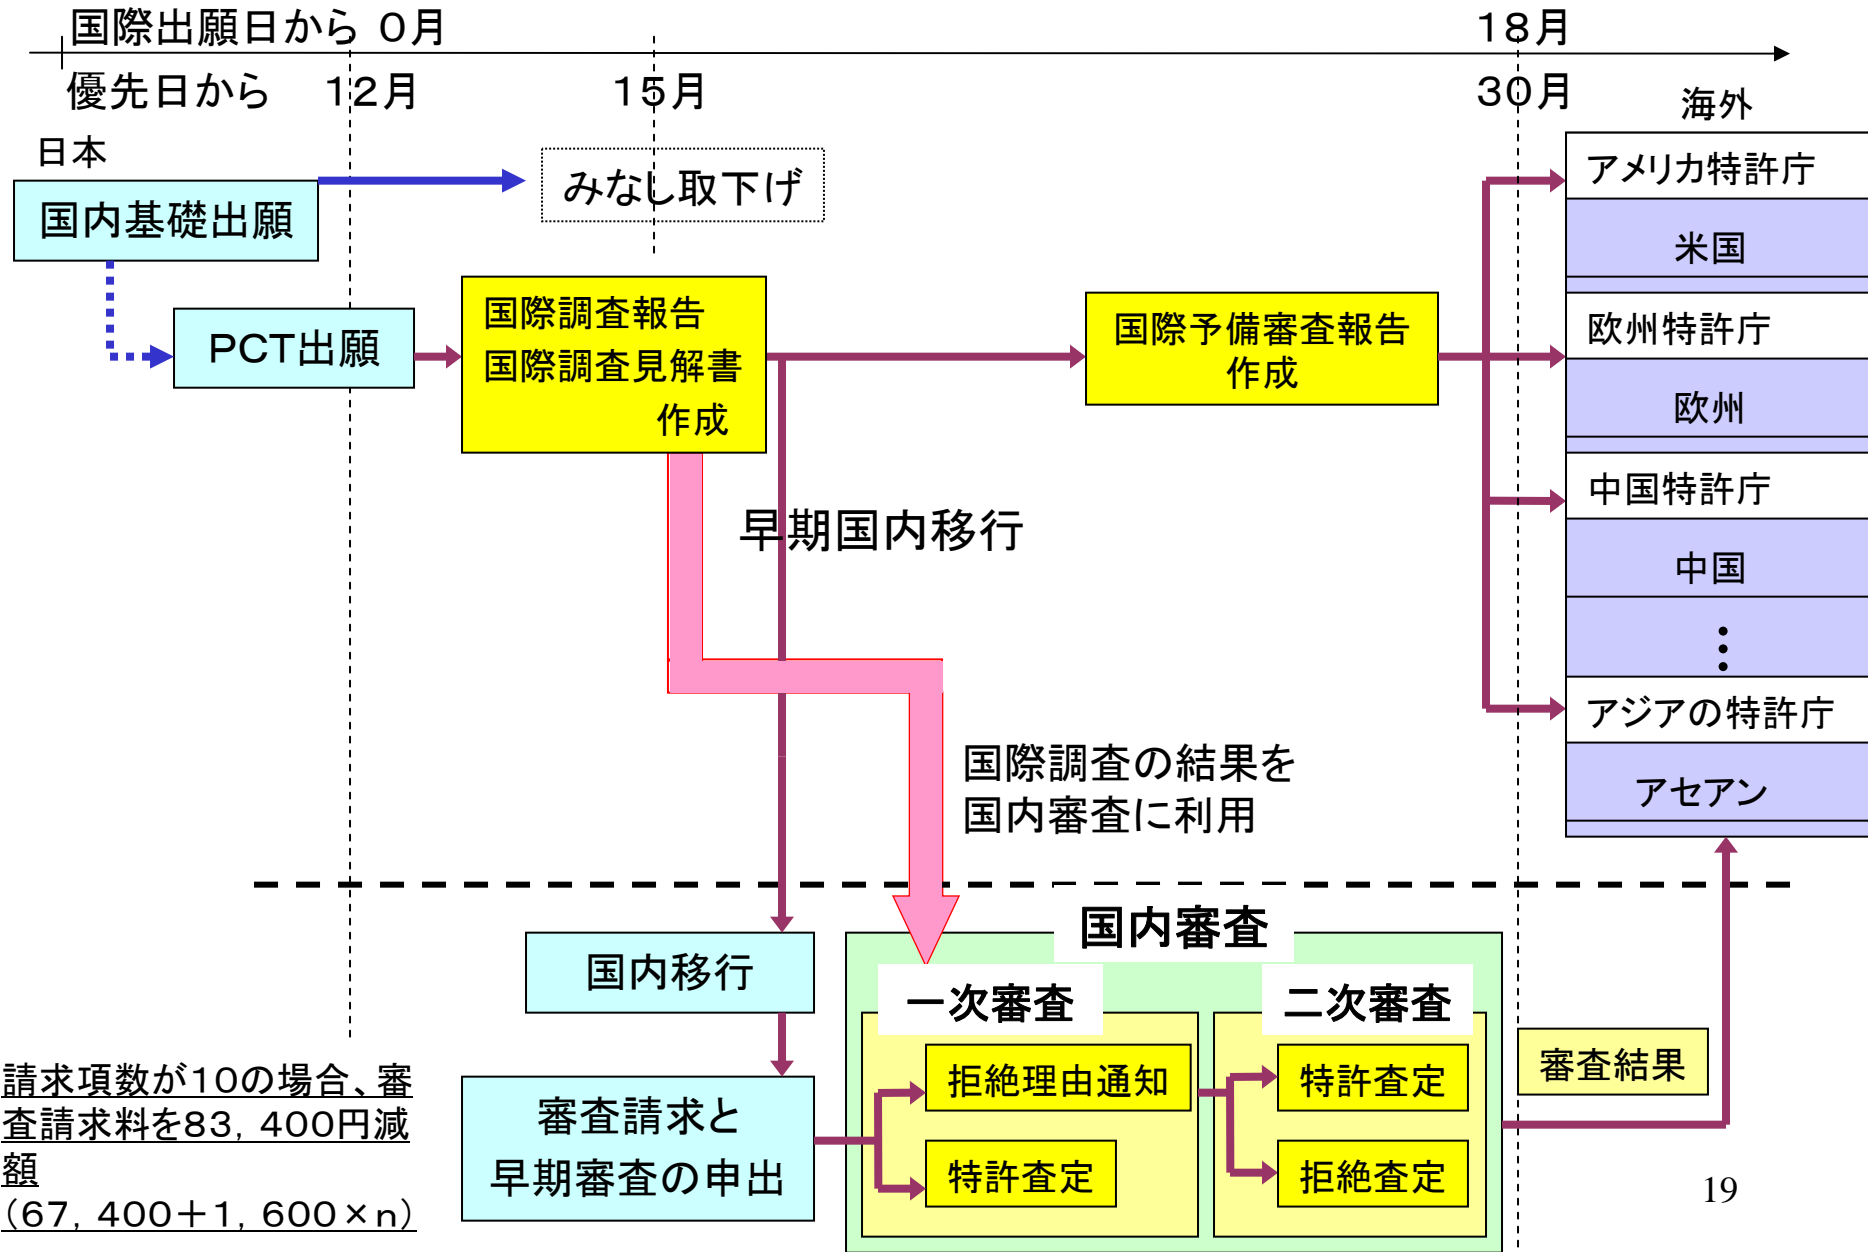 国際出願日から 0月
18月
優先日から 12月 15月 30月
海外
日本
国内基礎出願
みなし取下げ
PCT出願
国際調査報告
国際調査見解書
作成
国際予備審査報告
作成
アメリカ特許庁
米国
欧州特許庁
欧州
中国特許庁
中国
⋮
アジアの特許庁
アセアン
早期国内移行
国際調査の結果を
国内審査に利用
国内審査
国内移行
一次審査
二次審査
拒絶理由通知
特許査定
特許査定
拒絶査定
審査結果
審査請求と
早期審査の申出
請求項数が10の場合、審
査請求料を83,400円減
額
(67,400+1,600×n)
19